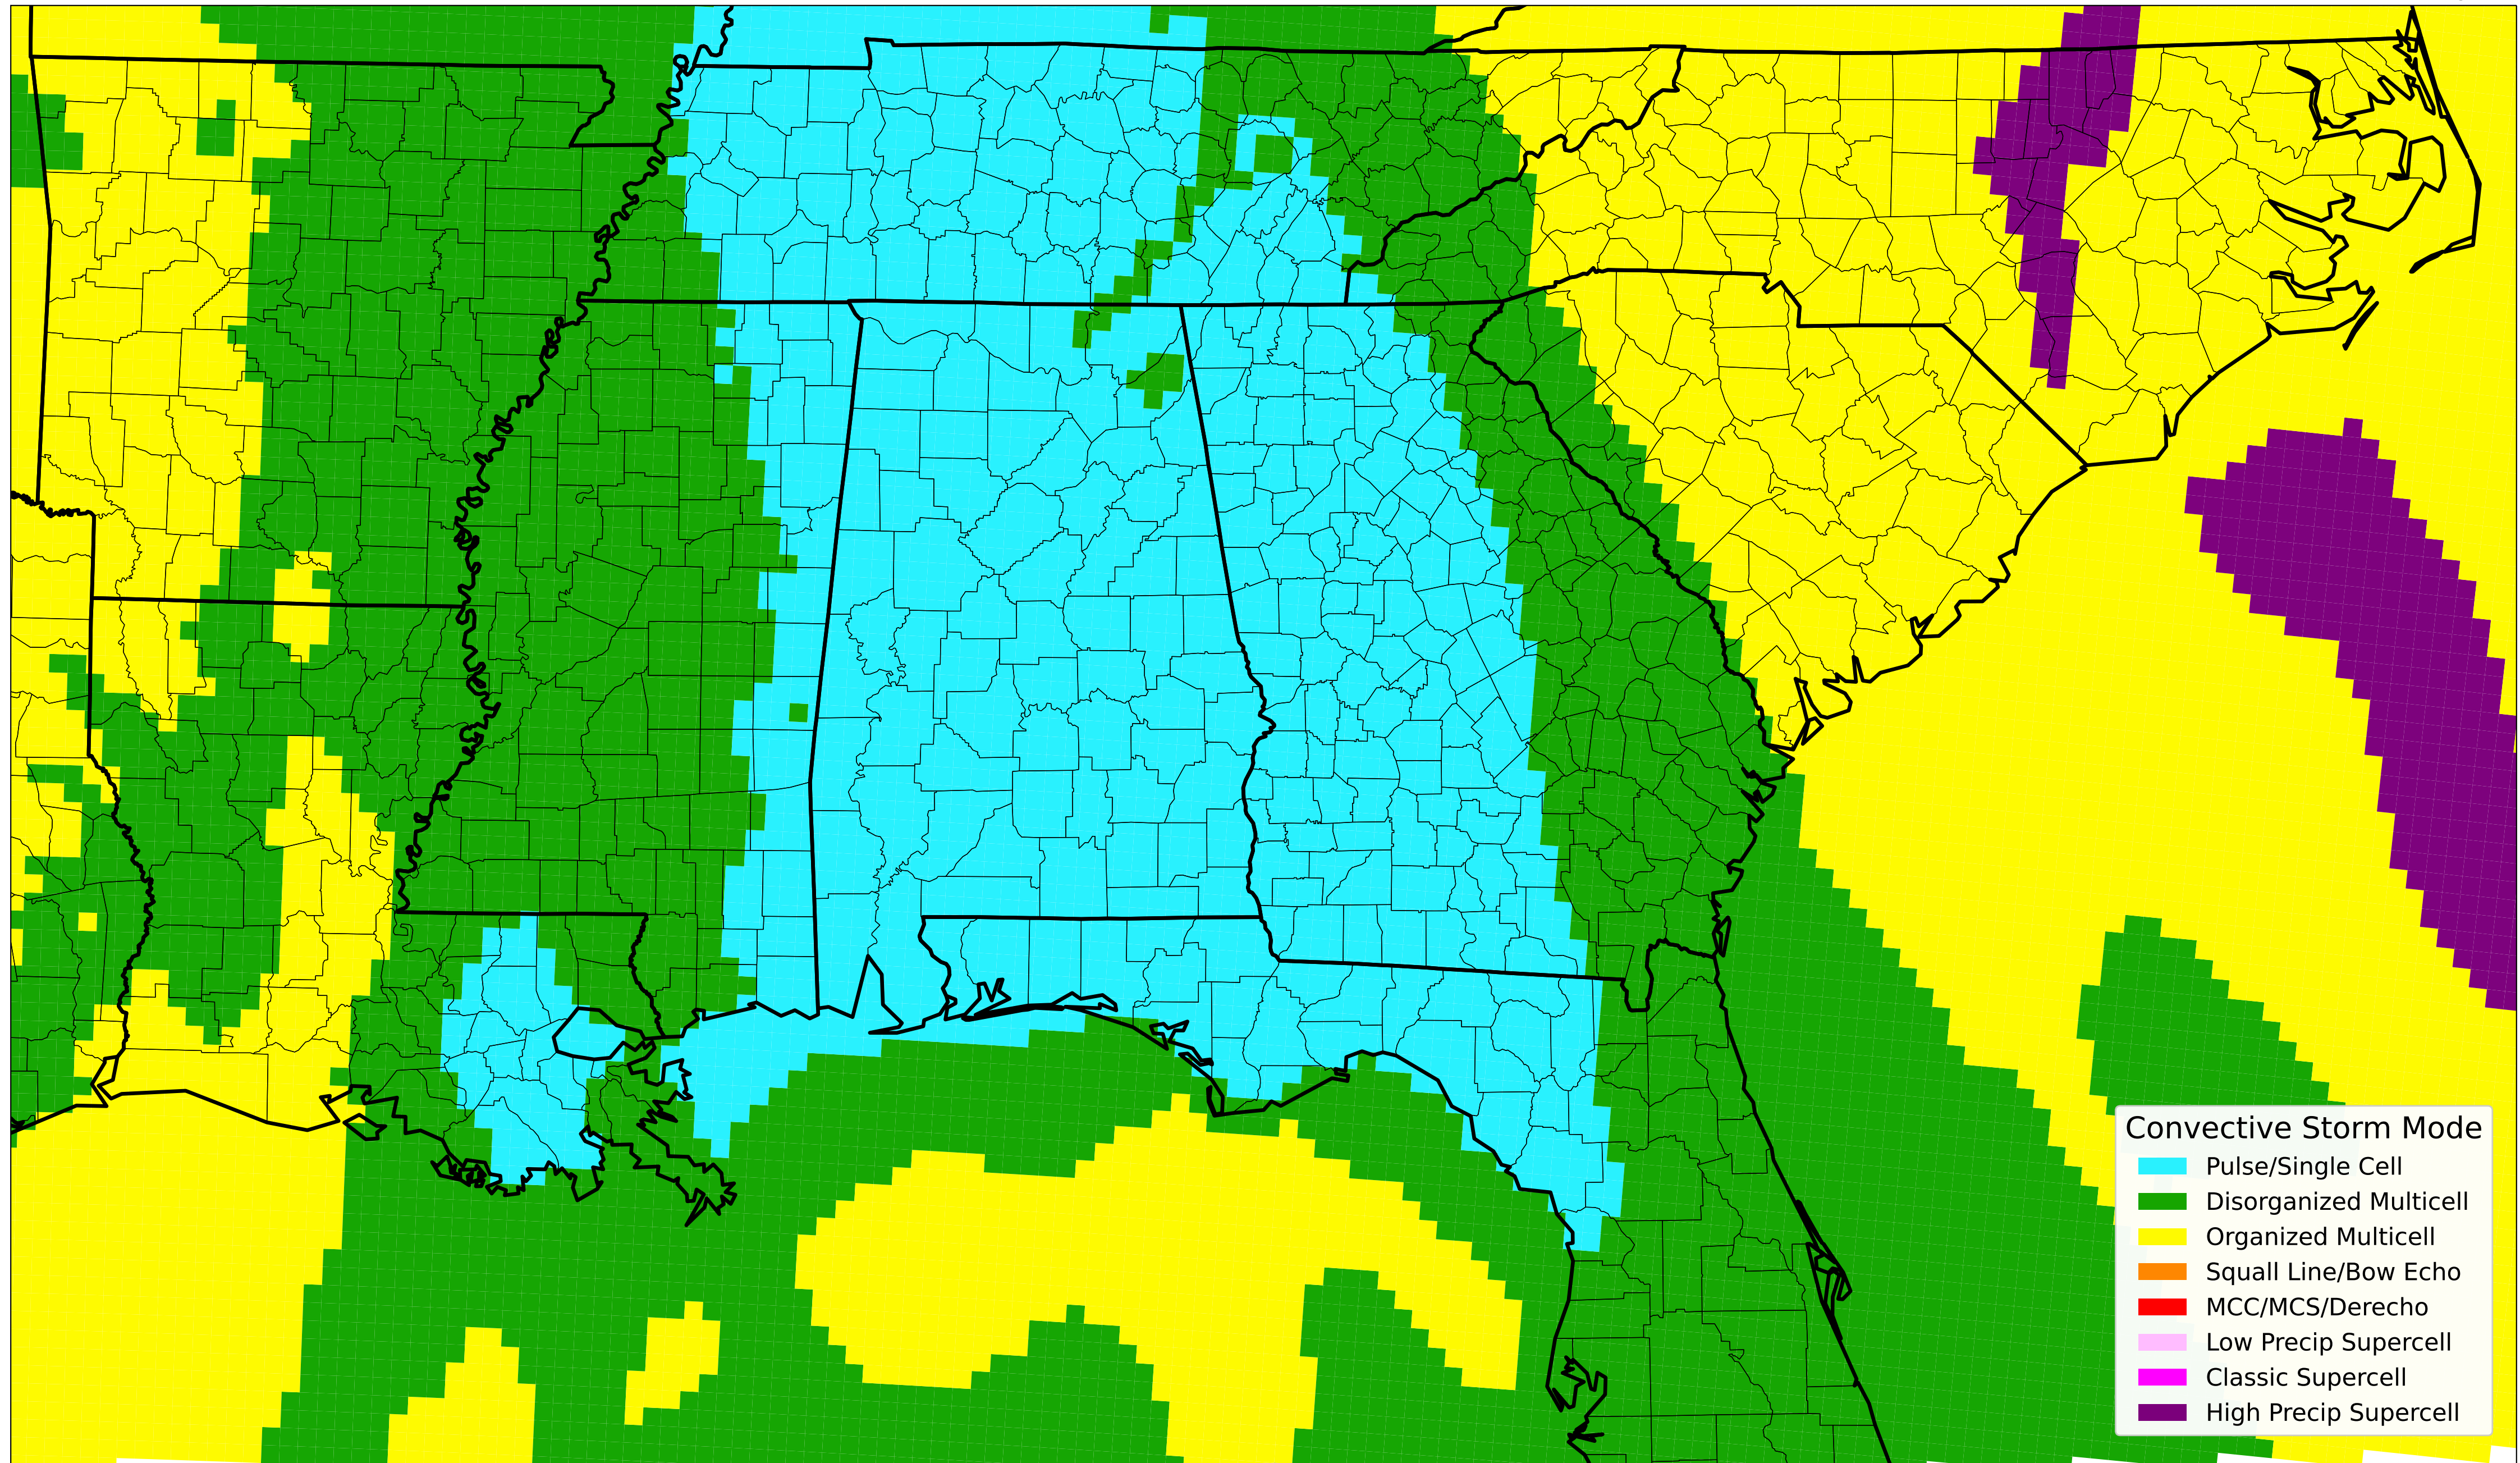 Convective Storm Mode
Pulse/Single Cell
Disorganized Multicell
Organized Multicell
Squall Line/Bow Echo
MCC/MCS/Derecho
Low Precip Supercell
Classic Supercell
High Precip Supercell